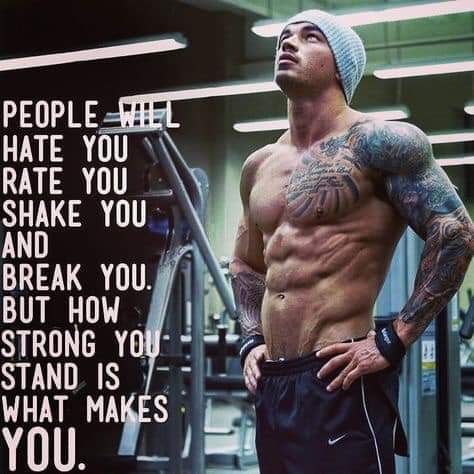 PEOPLE WILL
HATE YOU
RATE YOU
SHAKE YOU
AND
BREAK YOU.
BUT HOW
STRONG YOU
STAND IS
WHAT MAKES
YOU.